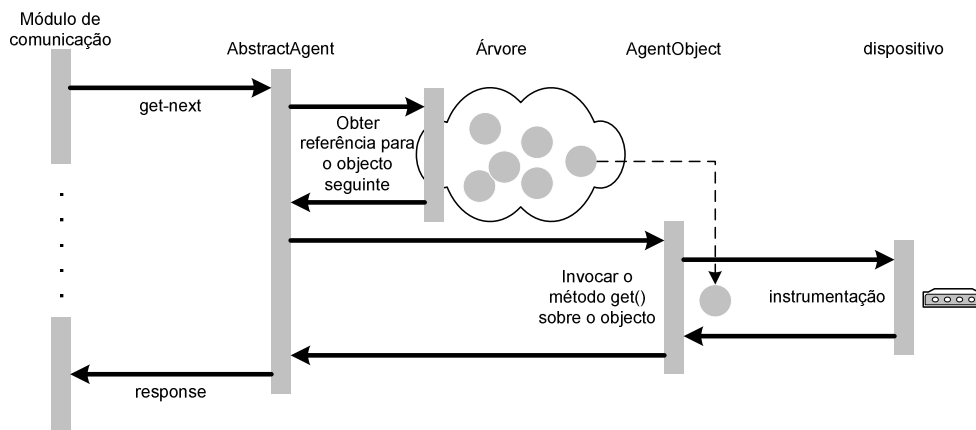 Módulo de
comunicação
AbstractAgent
Árvore
AgentObject
dispositivo
get-next
Obter
referência para
o objecto
seguinte
Invocar o
método get()
sobre o objecto
instrumentação
response